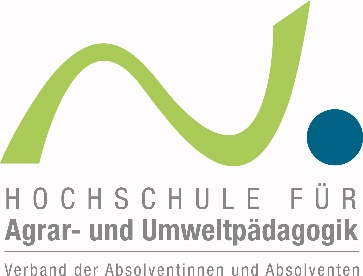 HOCHSCHULE FÜR
Agrar- und Umweltpädagogik
Verband der Absolventinnen und Absolventen